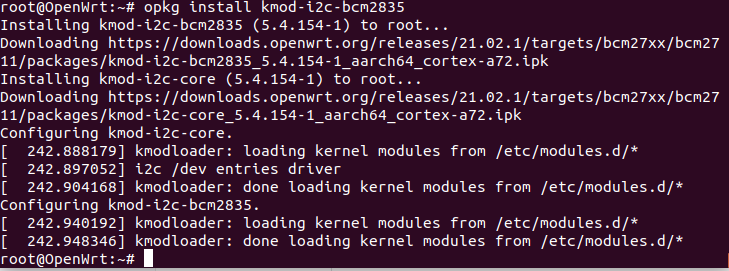 root@OpenWrt:~# opkg install kmod-i2c-bcm2835
Installing kmod-i2c-bcm2835 (5.4.154-1) to root...
Downloading https://downloads.openwrt.org/releases/21.02.1/targets/bcm27xx/bcm27
11/packages/kmod-i2c-bcm2835_5.4.154-1_aarch64_cortex-a72.ipk
Installing kmod-i2c-core (5.4.154-1) to root...
Downloading https://downloads.openwrt.org/releases/21.02.1/targets/bcm27xx/bcm27
11/packages/kmod-i2c-core_5.4.154-1_aarch64_cortex-a72.ipk
Configuring kmod-i2c-core.
[  242.888179] kmodloader: loading kernel modules from /etc/modules.d/*
[  242.897052] i2c /dev entries driver
[  242.904168] kmodloader: done loading kernel modules from /etc/modules.d/*
Configuring kmod-i2c-bcm2835.
[  242.940192] kmodloader: loading kernel modules from /etc/modules.d/*
[  242.948346] kmodloader: done loading kernel modules from /etc/modules.d/*
root@OpenWrt:~#